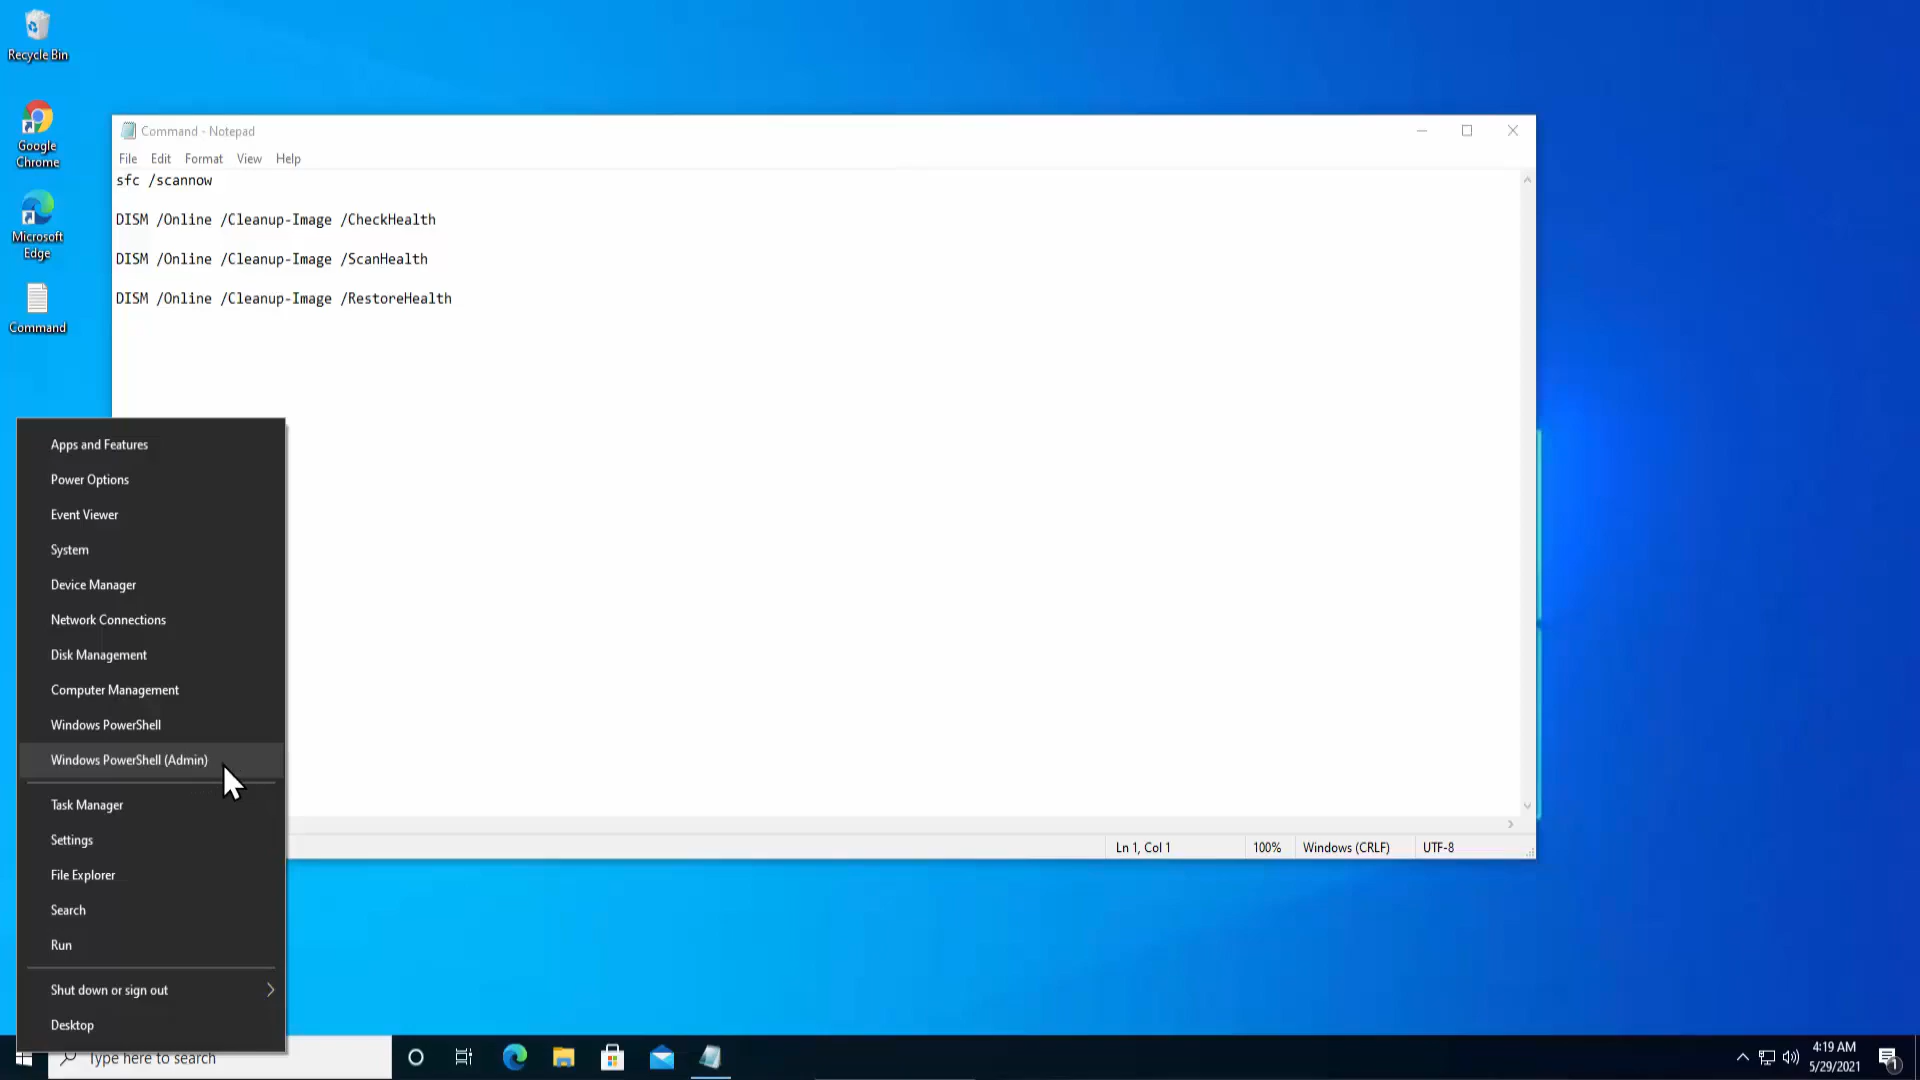 Recycle Bin
Google
Chrome
Microsoft
Edge
Command
Command - Notepad
File Edit Format View Help
sfc /scannow
DISM /Online /Cleanup-Image /CheckHealth
DISM /Online /Cleanup-Image /ScanHealth
DISM /Online /Cleanup-Image /RestoreHealth
Ln 1, Col 1 100% Windows (CRLF) UTF-8
Apps and Features
Power Options
Event Viewer
System
Device Manager
Network Connections
Disk Management
Computer Management
Windows PowerShell
Windows PowerShell (Admin)
Task Manager
Settings
File Explorer
Search
Run
Shut down or sign out
Desktop
Type here to search
4:19 AM
5/29/2021
1